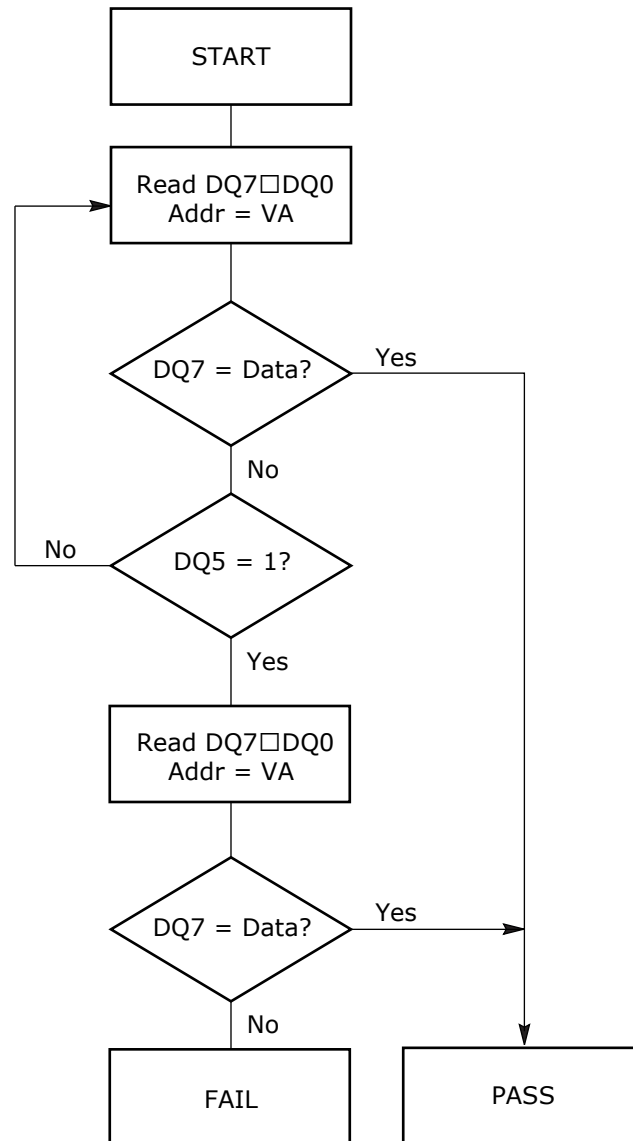 START
Read DQ7□DQ0
Addr = VA
DQ7 = Data?
Yes
No
No
DQ5 = 1?
Yes
Read DQ7□DQ0
Addr = VA
DQ7 = Data?
Yes
No
FAIL
PASS